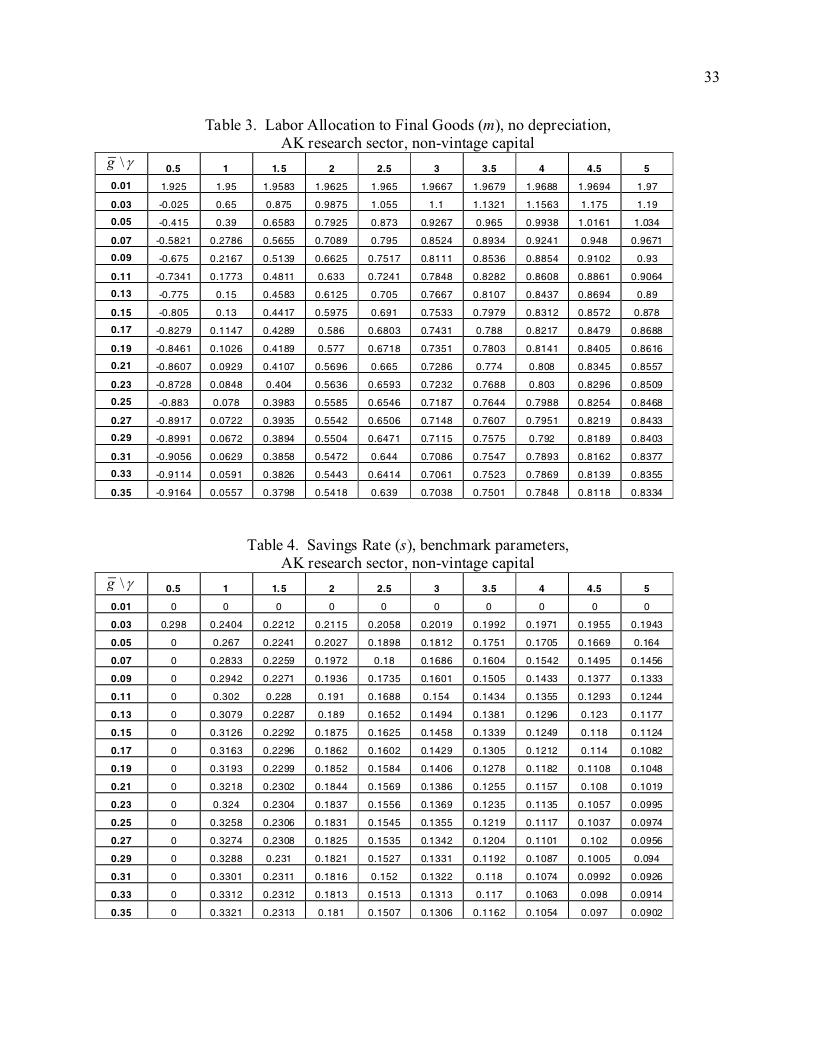 33
Table 3. Labor Allocation to Final Goods (m), no depreciation,
AK research sector, non-vintage capital
g̅ \ γ 0.5 1 1.5 2 2.5 3 3.5 4 4.5 5
0.01 1.925 1.95 1.9583 1.9625 1.965 1.9667 1.9679 1.9688 1.9694 1.97
0.03 -0.025 0.65 0.875 0.9875 1.055 1.1 1.1321 1.1563 1.175 1.19
0.05 -0.415 0.39 0.6583 0.7925 0.873 0.9267 0.965 0.9938 1.0161 1.034
0.07 -0.5821 0.2786 0.5655 0.7089 0.795 0.8524 0.8934 0.9241 0.948 0.9671
0.09 -0.675 0.2167 0.5139 0.6625 0.7517 0.8111 0.8536 0.8854 0.9102 0.93
0.11 -0.7341 0.1773 0.4811 0.633 0.7241 0.7848 0.8282 0.8608 0.8861 0.9064
0.13 -0.775 0.15 0.4583 0.6125 0.705 0.7667 0.8107 0.8437 0.8694 0.89
0.15 -0.805 0.13 0.4417 0.5975 0.691 0.7533 0.7979 0.8312 0.8572 0.878
0.17 -0.8279 0.1147 0.4289 0.586 0.6803 0.7431 0.788 0.8217 0.8479 0.8688
0.19 -0.8461 0.1026 0.4189 0.577 0.6718 0.7351 0.7803 0.8141 0.8405 0.8616
0.21 -0.8607 0.0929 0.4107 0.5696 0.665 0.7286 0.774 0.808 0.8345 0.8557
0.23 -0.8728 0.0848 0.404 0.5636 0.6593 0.7232 0.7688 0.803 0.8296 0.8509
0.25 -0.883 0.078 0.3983 0.5585 0.6546 0.7187 0.7644 0.7988 0.8254 0.8468
0.27 -0.8917 0.0722 0.3935 0.5542 0.6506 0.7148 0.7607 0.7951 0.8219 0.8433
0.29 -0.8991 0.0672 0.3894 0.5504 0.6471 0.7115 0.7575 0.792 0.8189 0.8403
0.31 -0.9056 0.0629 0.3858 0.5472 0.644 0.7086 0.7547 0.7893 0.8162 0.8377
0.33 -0.9114 0.0591 0.3826 0.5443 0.6414 0.7061 0.7523 0.7869 0.8139 0.8355
0.35 -0.9164 0.0557 0.3798 0.5418 0.639 0.7038 0.7501 0.7848 0.8118 0.8334
Table 4. Savings Rate (s), benchmark parameters,
AK research sector, non-vintage capital
g̅ \ γ 0.5 1 1.5 2 2.5 3 3.5 4 4.5 5
0.01 0 0 0 0 0 0 0 0 0 0
0.03 0.298 0.2404 0.2212 0.2115 0.2058 0.2019 0.1992 0.1971 0.1955 0.1943
0.05 0 0.267 0.2241 0.2027 0.1898 0.1812 0.1751 0.1705 0.1669 0.164
0.07 0 0.2833 0.2259 0.1972 0.18 0.1686 0.1604 0.1542 0.1495 0.1456
0.09 0 0.2942 0.2271 0.1936 0.1735 0.1601 0.1505 0.1433 0.1377 0.1333
0.11 0 0.302 0.228 0.191 0.1688 0.154 0.1434 0.1355 0.1293 0.1244
0.13 0 0.3079 0.2287 0.189 0.1652 0.1494 0.1381 0.1296 0.123 0.1177
0.15 0 0.3126 0.2292 0.1875 0.1625 0.1458 0.1339 0.1249 0.118 0.1124
0.17 0 0.3163 0.2296 0.1862 0.1602 0.1429 0.1305 0.1212 0.114 0.1082
0.19 0 0.3193 0.2299 0.1852 0.1584 0.1406 0.1278 0.1182 0.1108 0.1048
0.21 0 0.3218 0.2302 0.1844 0.1569 0.1386 0.1255 0.1157 0.108 0.1019
0.23 0 0.324 0.2304 0.1837 0.1556 0.1369 0.1235 0.1135 0.1057 0.0995
0.25 0 0.3258 0.2306 0.1831 0.1545 0.1355 0.1219 0.1117 0.1037 0.0974
0.27 0 0.3274 0.2308 0.1825 0.1535 0.1342 0.1204 0.1101 0.102 0.0956
0.29 0 0.3288 0.231 0.1821 0.1527 0.1331 0.1192 0.1087 0.1005 0.094
0.31 0 0.3301 0.2311 0.1816 0.152 0.1322 0.118 0.1074 0.0992 0.0926
0.33 0 0.3312 0.2312 0.1813 0.1513 0.1313 0.117 0.1063 0.098 0.0914
0.35 0 0.3321 0.2313 0.181 0.1507 0.1306 0.1162 0.1054 0.097 0.0902